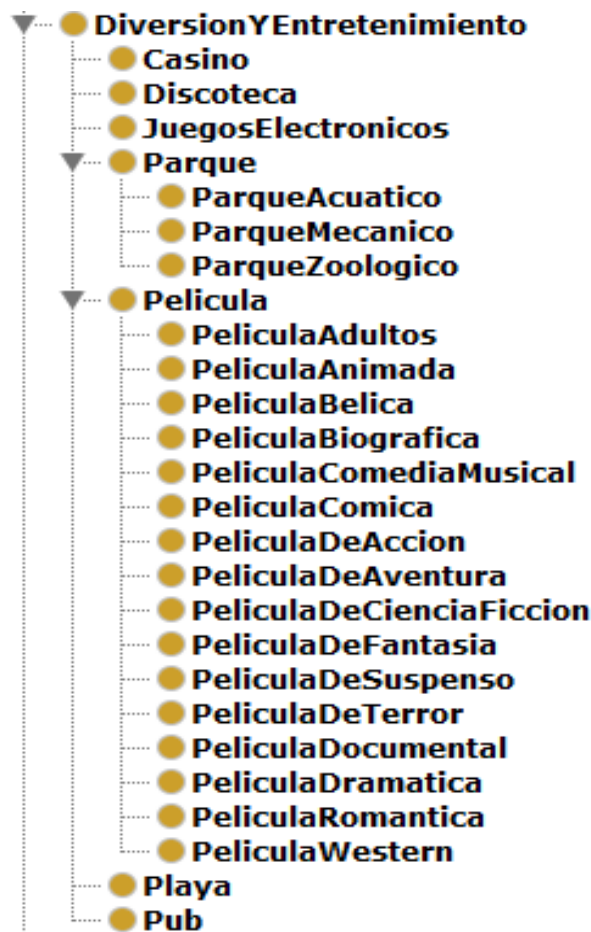 DiversionYEntretenimiento
Casino
Discoteca
JuegosElectronicos
Parque
ParqueAcuatico
ParqueMecanico
ParqueZoologico
Pelicula
PeliculaAdultos
PeliculaAnimada
PeliculaBelica
PeliculaBiografica
PeliculaComediaMusical
PeliculaComica
PeliculaDeAccion
PeliculaDeAventura
PeliculaDeCienciaFiccion
PeliculaDeFantasia
PeliculaDeSuspenso
PeliculaDeTerror
PeliculaDocumental
PeliculaDramatica
PeliculaRomantica
PeliculaWestern
Playa
Pub